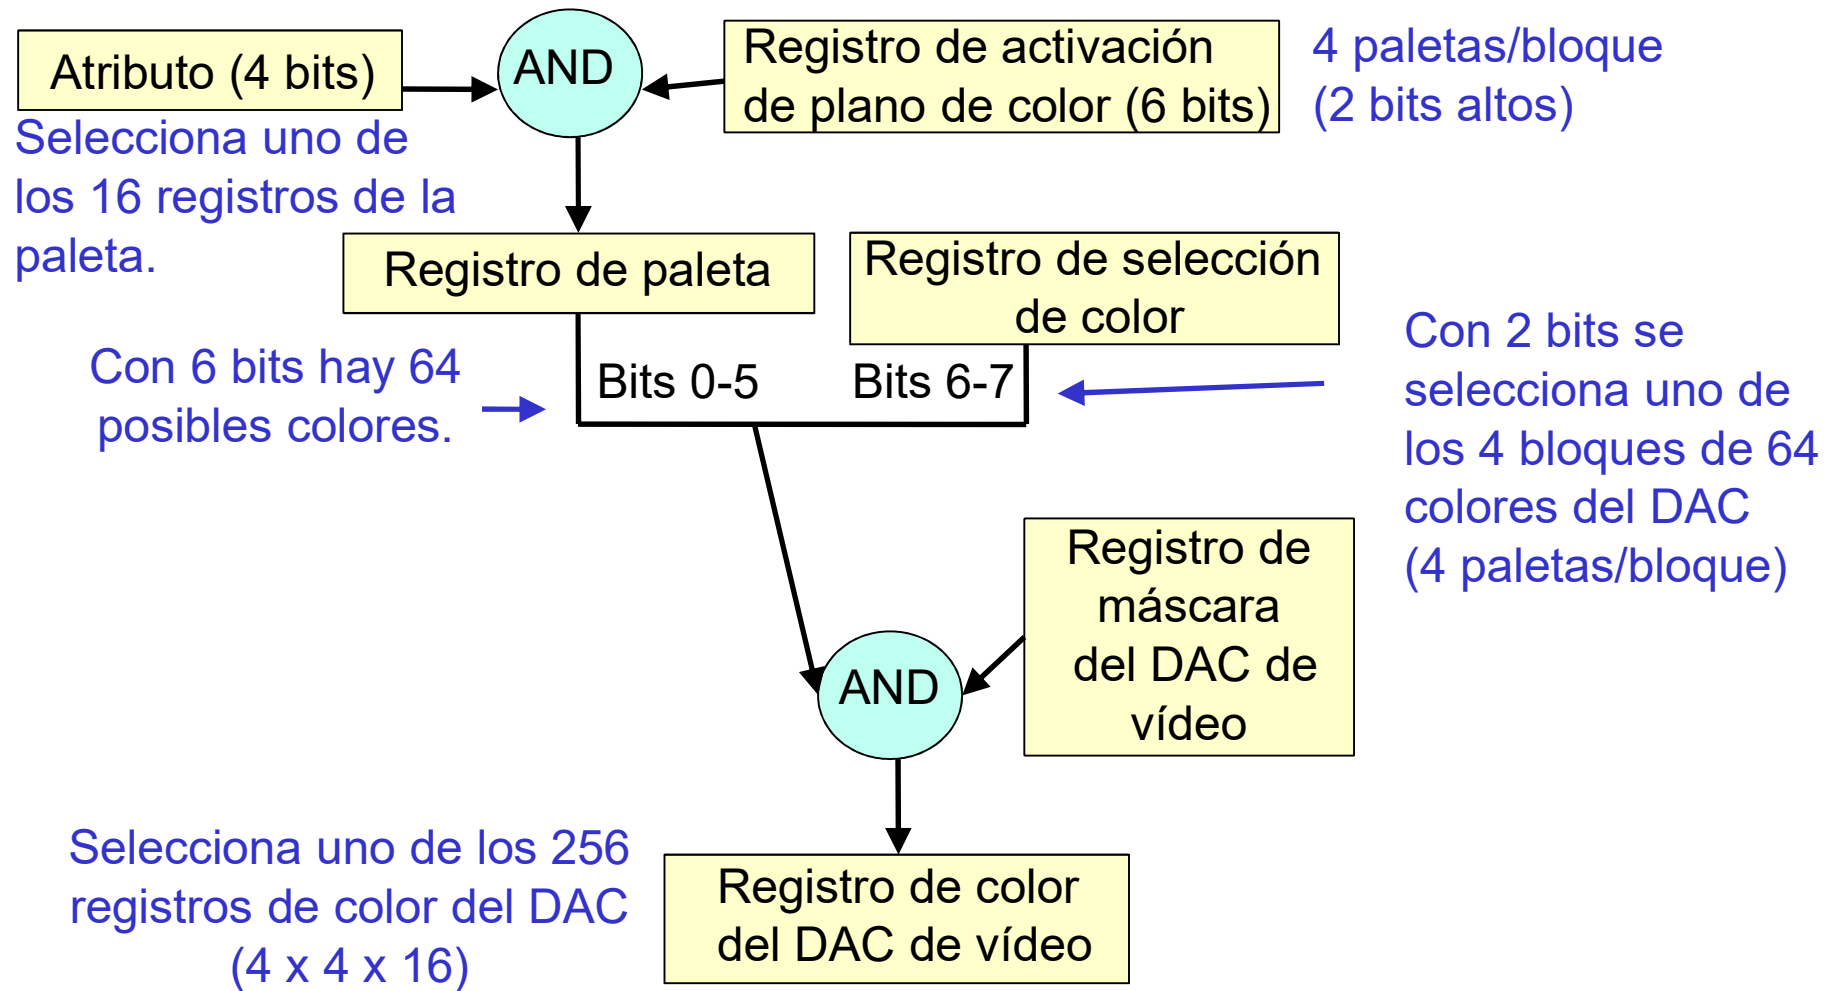 Atributo (4 bits)
AND
Registro de activación
de plano de color (6 bits)
4 paletas/bloque
(2 bits altos)
Selecciona uno de
los 16 registros de la
paleta.
Registro de paleta
Registro de selección
de color
Con 6 bits hay 64
posibles colores.
Bits 0-5
Bits 6-7
Con 2 bits se
selecciona uno de
los 4 bloques de 64
colores del DAC
(4 paletas/bloque)
Registro de
máscara
del DAC de
vídeo
AND
Selecciona uno de los 256
registros de color del DAC
(4 x 4 x 16)
Registro de color
del DAC de vídeo